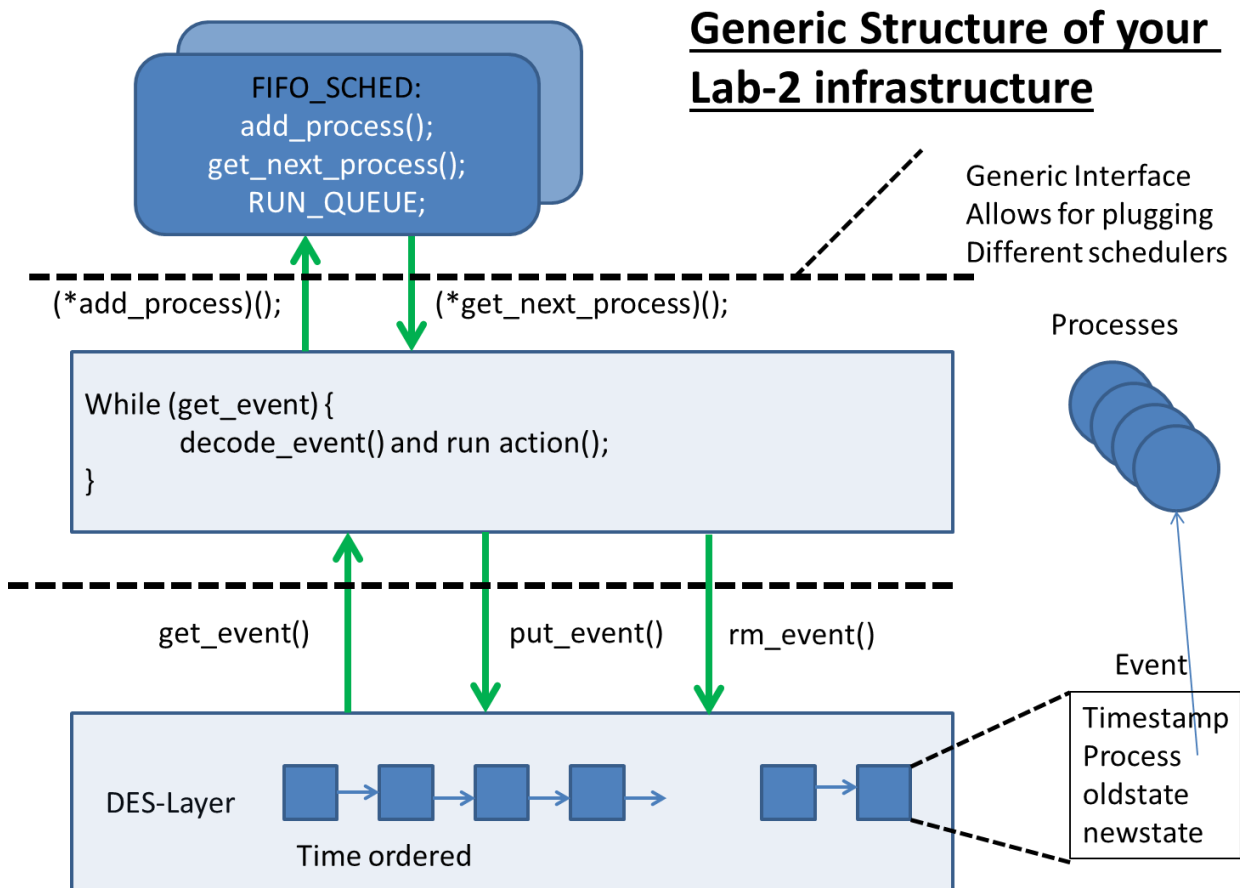 Generic Structure of your
Lab-2 infrastructure
FIFO_SCHED:
add_process();
get_next_process();
RUN_QUEUE;
Generic Interface
Allows for plugging
Different schedulers
(*add_process)();
(*get_next_process)();
Processes
While (get_event) {
decode_event() and run action();
}
get_event()
put_event()
rm_event()
Event
Timestamp
Process
oldstate
newstate
DES-Layer
Time ordered